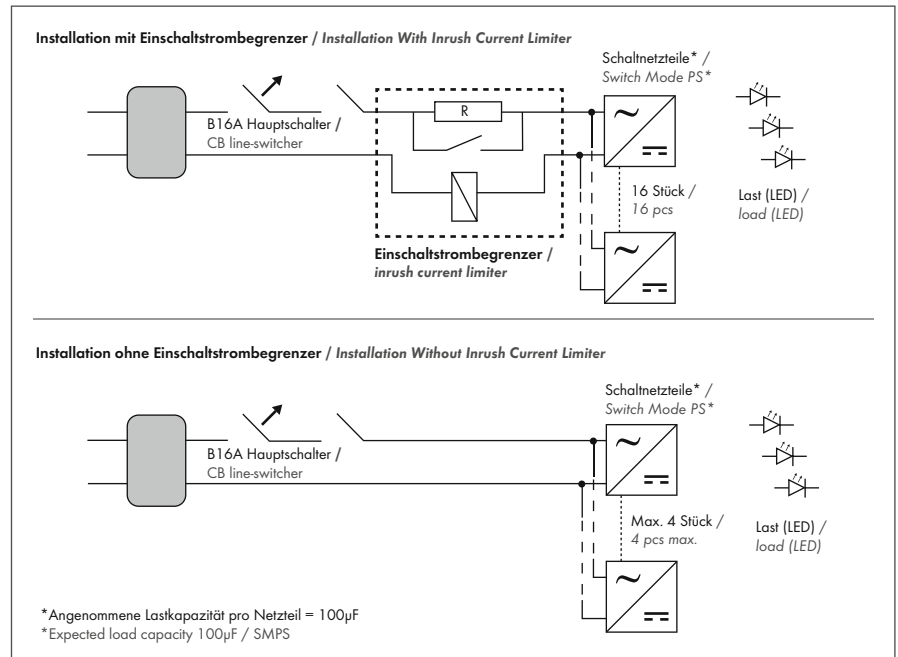 Installation mit Einschaltstrombegrenzer / Installation With Inrush Current Limiter
Schaltnetzteile* /
Switch Mode PS*
B16A Hauptschalter /
CB line-switcher
R
16 Stück /
16 pcs
Last (LED) /
load (LED)
Einschaltstrombegrenzer /
inrush current limiter
Installation ohne Einschaltstrombegrenzer / Installation Without Inrush Current Limiter
Schaltnetzteile* /
Switch Mode PS*
B16A Hauptschalter /
CB line-switcher
Max. 4 Stück /
4 pcs max.
Last (LED) /
load (LED)
*Angenommene Lastkapazität pro Netzteil = 100µF
*Expected load capacity 100µF / SMPS